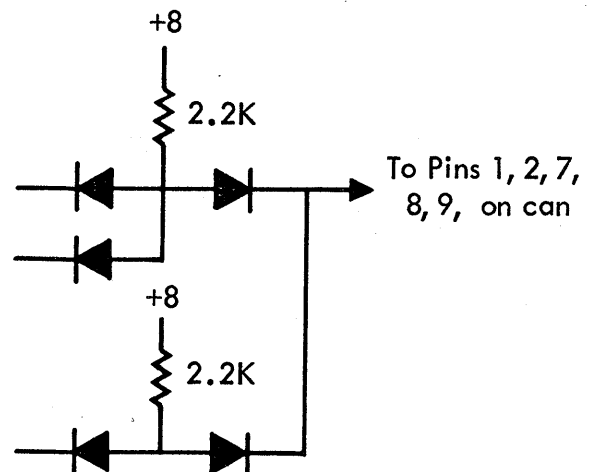 +8
2.2K
To Pins 1, 2, 7,
8, 9, on can
+8
2.2K